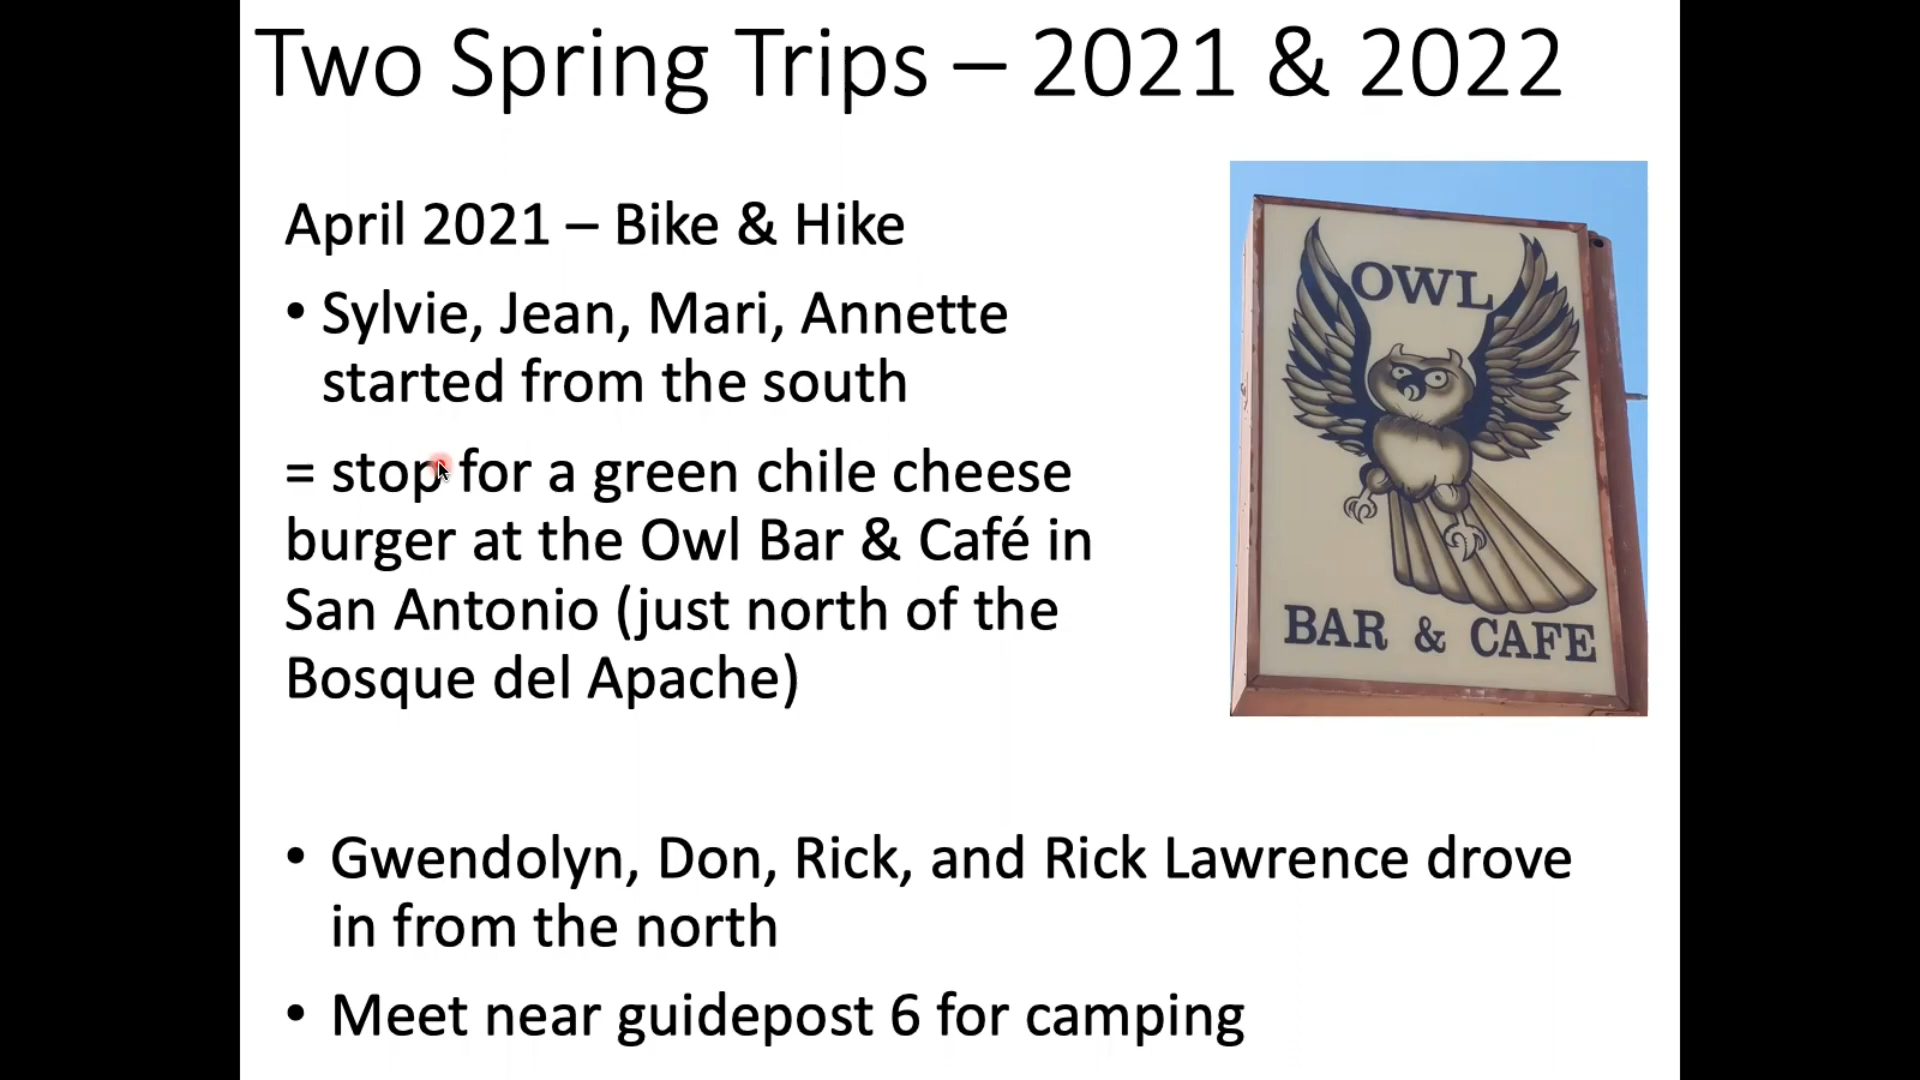 Two Spring Trips – 2021 & 2022
April 2021 – Bike & Hike
• Sylvie, Jean, Mari, Annette
started from the south
= stop for a green chile cheese
burger at the Owl Bar & Café in
San Antonio (just north of the
Bosque del Apache)
OWL
BAR & CAFE
• Gwendolyn, Don, Rick, and Rick Lawrence drove
in from the north
• Meet near guidepost 6 for camping